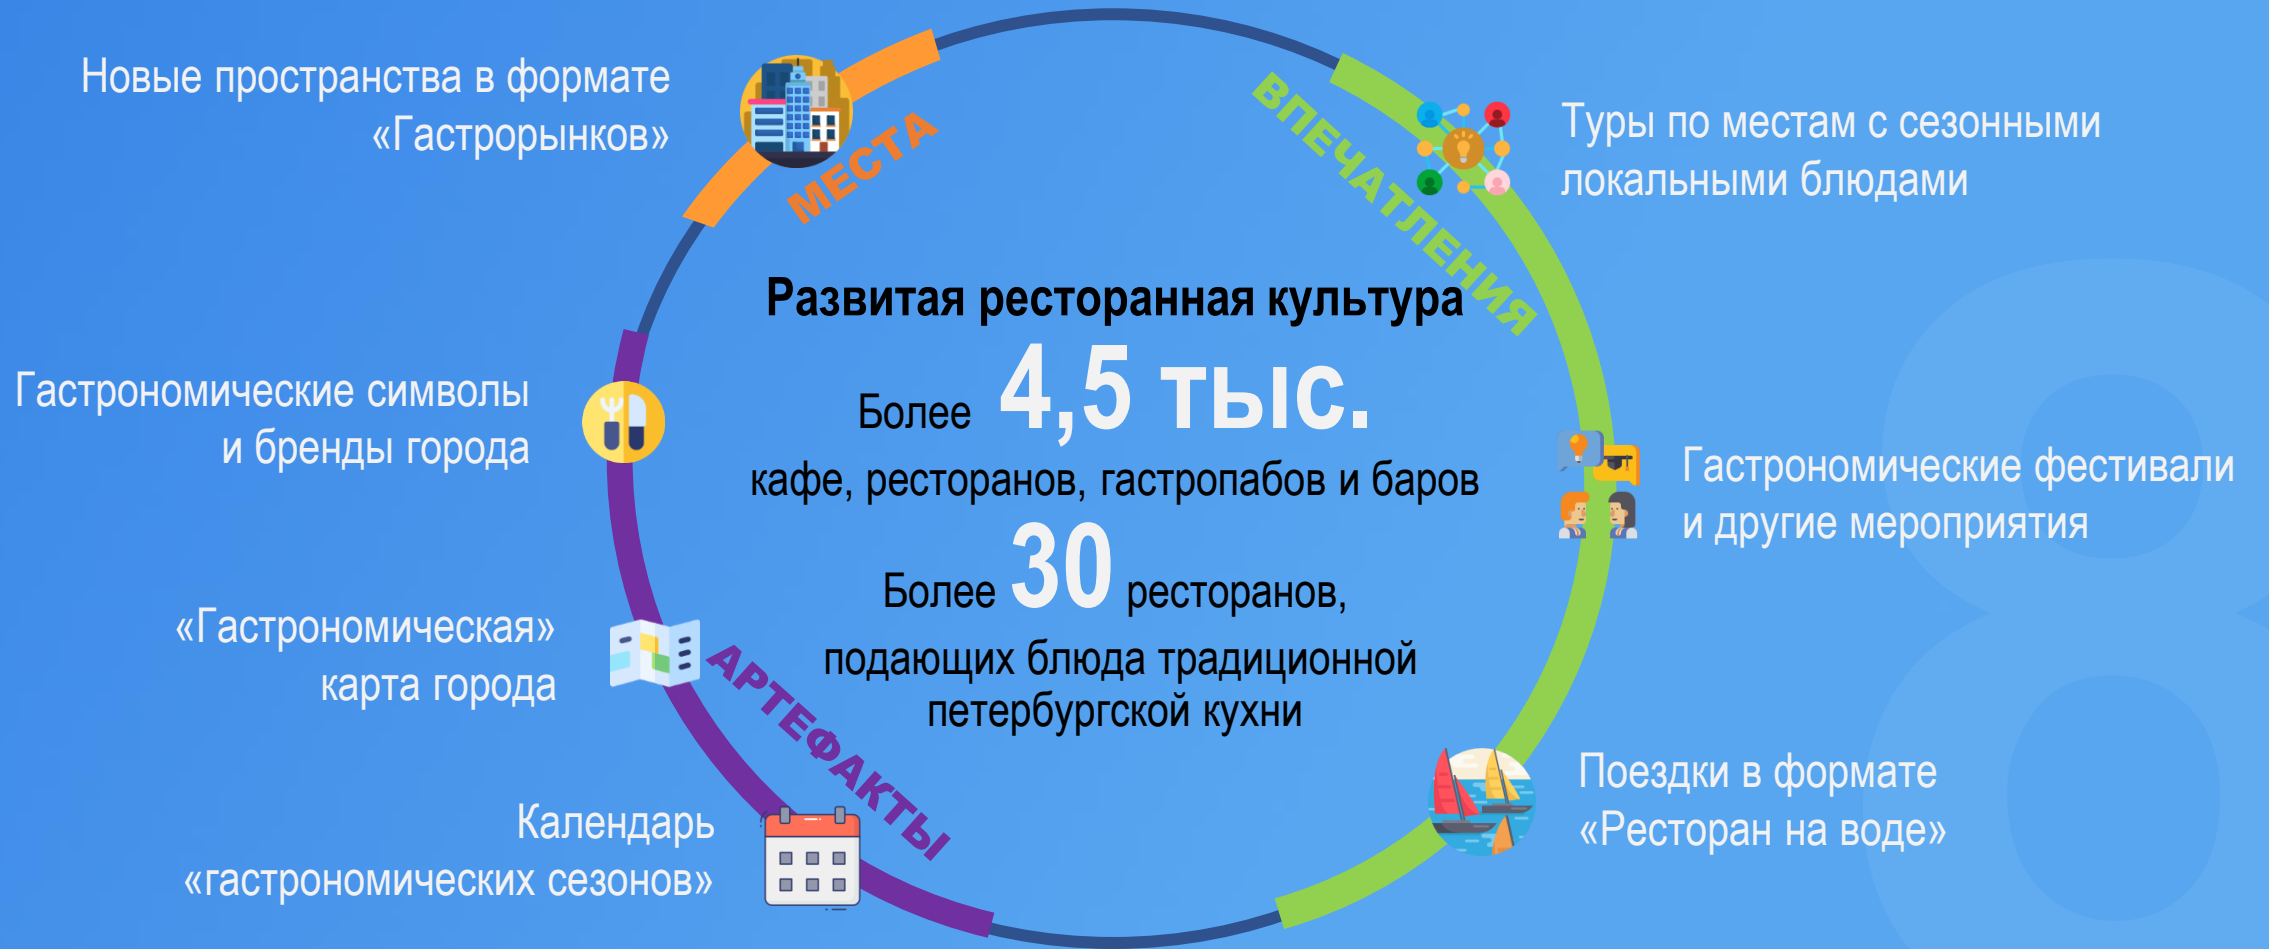 Новые пространства в формате
«Гастрорынков»
МЕСТА
Гастрономические символы
и бренды города
«Гастрономическая»
карта города
Календарь
«гастрономических сезонов»
АРТЕФАКТЫ
Развитая ресторанная культура
Более 4,5 тыс.
кафе, ресторанов, гастропабов и баров
Более 30 ресторанов,
подающих блюда традиционной
петербургской кухни
ВПЕЧАТЛЕНИЯ
Туры по местам с сезонными
локальными блюдами
Гастрономические фестивали
и другие мероприятия
Поездки в формате
«Ресторан на воде»
8